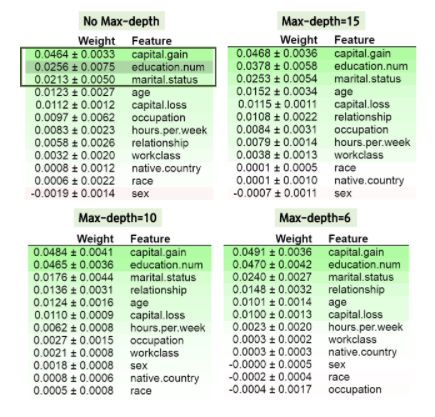 No Max-depth
Weight Feature
0.0464 ± 0.0033 capital.gain
0.0256 ± 0.0075 education.num
0.0213 ± 0.0050 marital.status
0.0123 ± 0.0027 age
0.0112 ± 0.0012 capital.loss
0.0097 ± 0.0062 occupation
0.0083 ± 0.0023 hours.per.week
0.0058 ± 0.0026 relationship
0.0032 ± 0.0020 workclass
0.0008 ± 0.0012 native.country
0.0006 ± 0.0022 race
-0.0019 ± 0.0014 sex
Max-depth=15
Weight Feature
0.0468 ± 0.0036 capital.gain
0.0378 ± 0.0058 education.num
0.0253 ± 0.0054 marital.status
0.0152 ± 0.0034 age
0.0115 ± 0.0011 capital.loss
0.0108 ± 0.0022 relationship
0.0084 ± 0.0031 occupation
0.0079 ± 0.0014 hours.per.week
0.0038 ± 0.0013 workclass
0.0001 ± 0.0005 race
0.0001 ± 0.0010 native.country
-0.0007 ± 0.0011 sex
Max-depth=10
Weight Feature
0.0484 ± 0.0041 capital.gain
0.0465 ± 0.0036 education.num
0.0176 ± 0.0044 marital.status
0.0136 ± 0.0031 relationship
0.0124 ± 0.0016 age
0.0110 ± 0.0009 capital.loss
0.0062 ± 0.0008 hours.per.week
0.0027 ± 0.0015 occupation
0.0021 ± 0.0008 workclass
0.0018 ± 0.0008 sex
0.0008 ± 0.0006 native.country
0.0005 ± 0.0008 race
Max-depth=6
Weight Feature
0.0491 ± 0.0036 capital.gain
0.0470 ± 0.0042 education.num
0.0240 ± 0.0027 marital.status
0.0148 ± 0.0032 relationship
0.0101 ± 0.0014 age
0.0100 ± 0.0013 capital.loss
0.0023 ± 0.0020 hours.per.week
0.0003 ± 0.0002 workclass
0.0003 ± 0.0003 native.country
-0.0000 ± 0.0005 sex
-0.0002 ± 0.0004 race
-0.0004 ± 0.0017 occupation